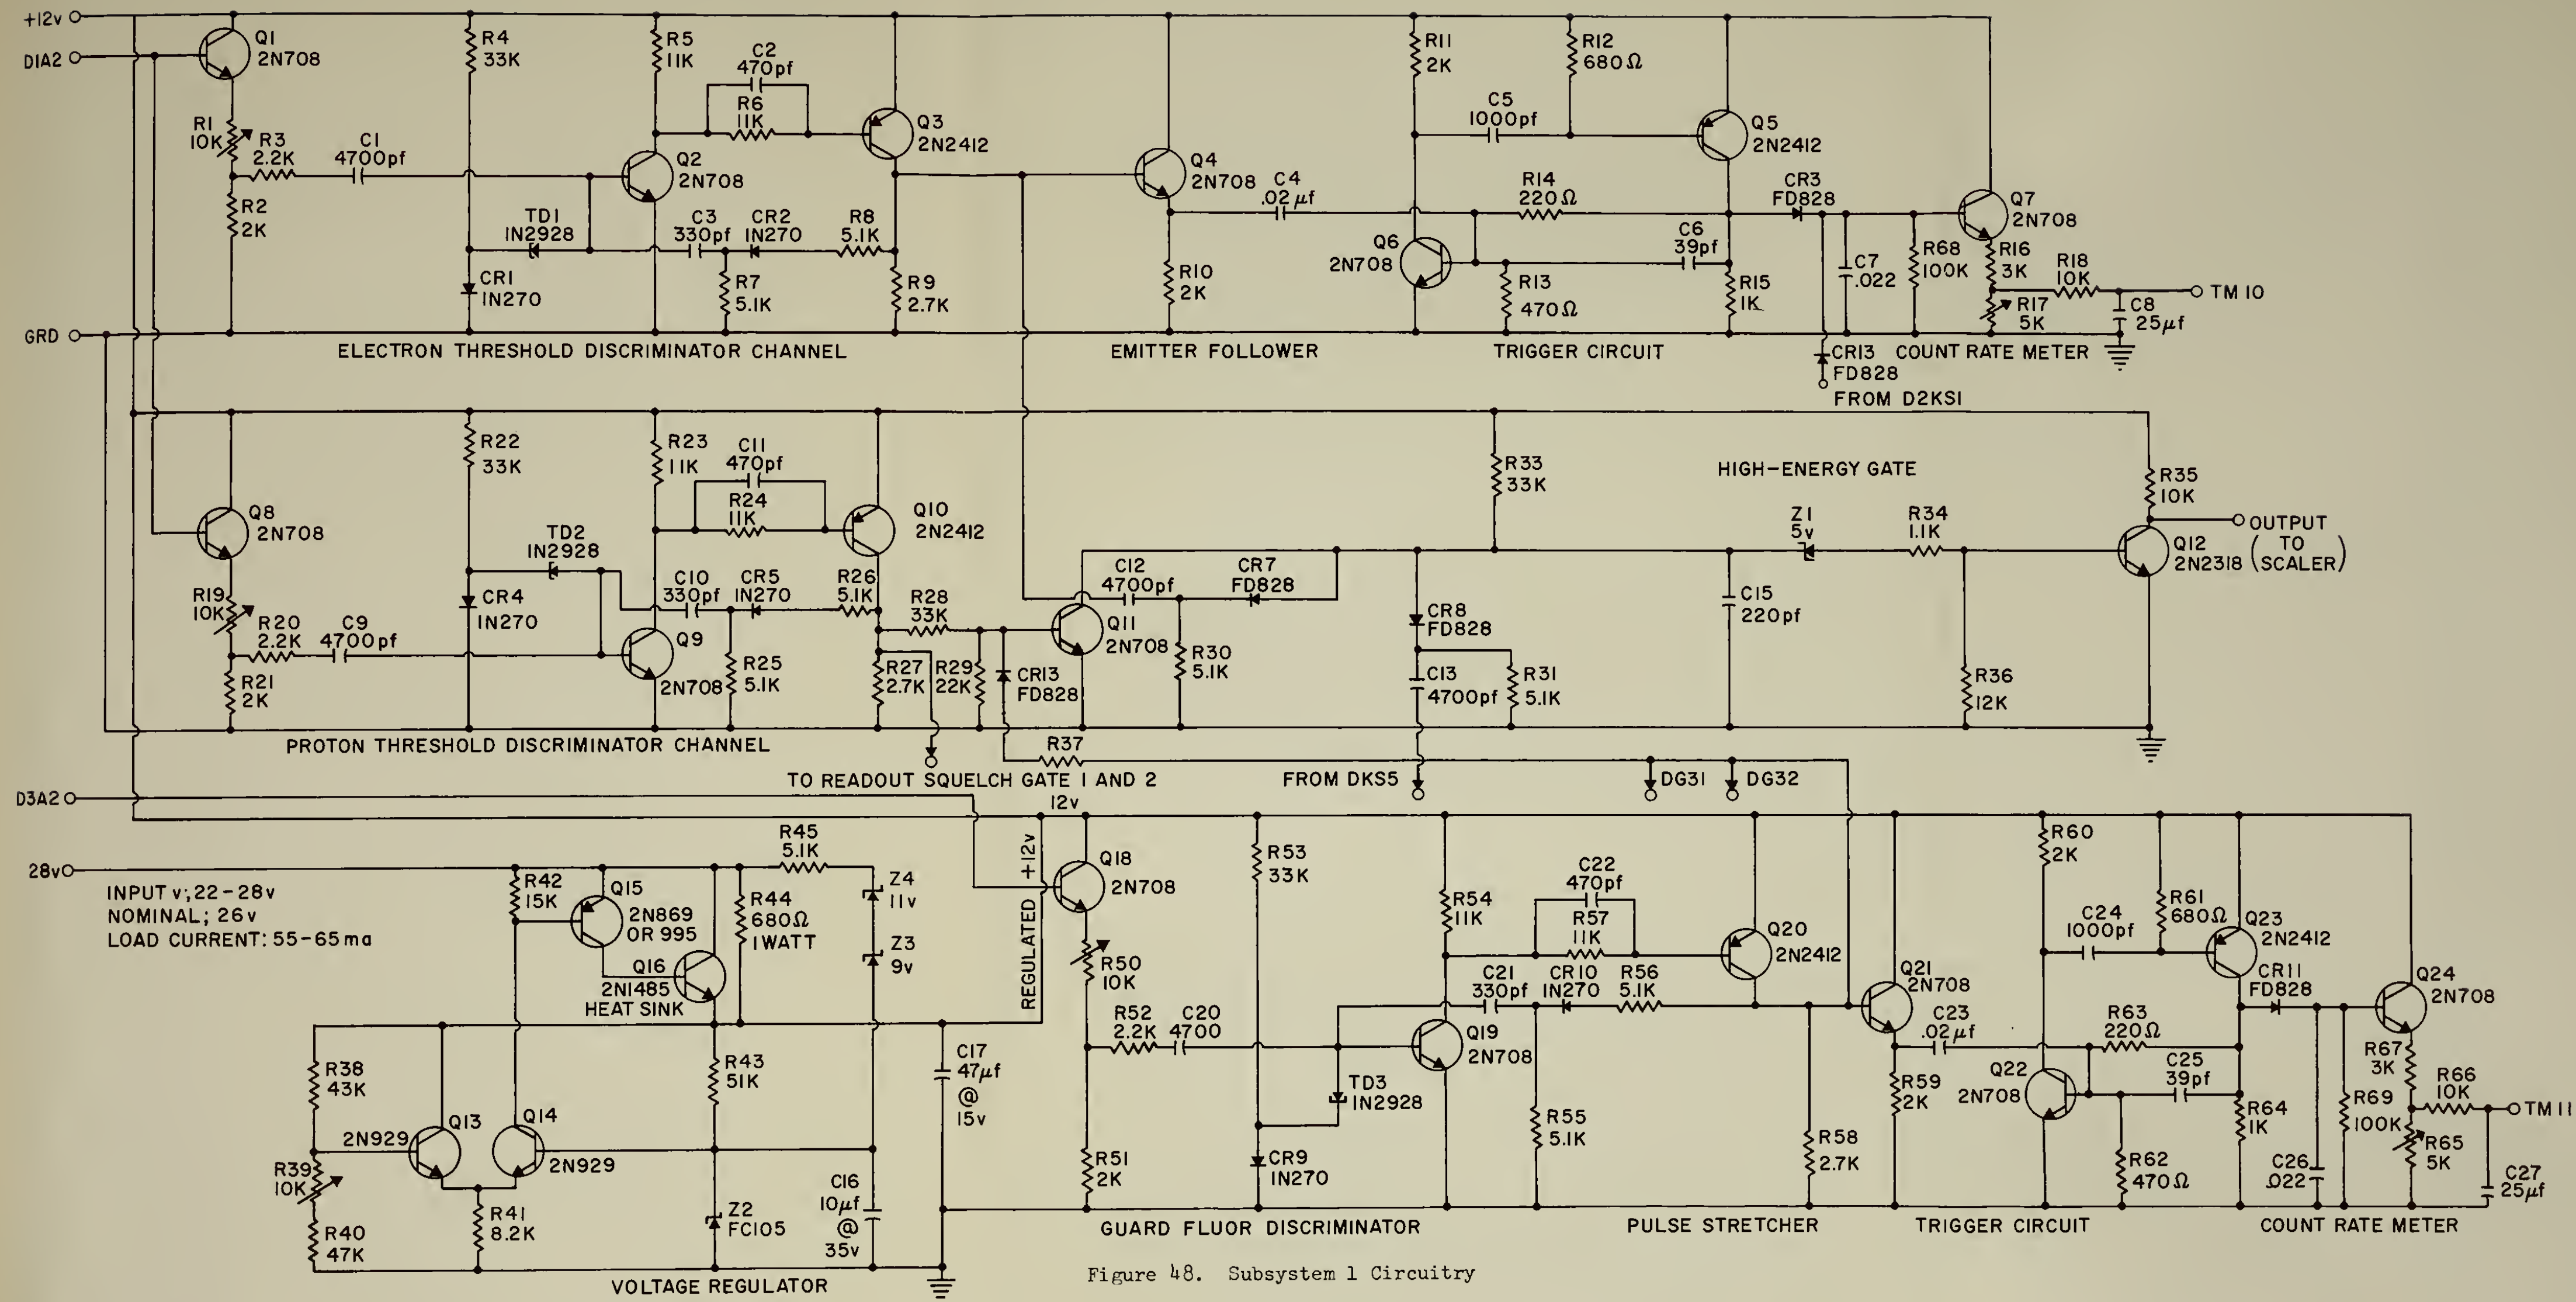 +12v
Q1
2N708
R4
33K
R5
11K
C2
470pf
R6
11K
R11
2K
R12
680Ω
D1A2
C5
1000pf
Q3
2N2412
Q5
2N2412
R1
10K
R3
2.2K
C1
4700pf
Q2
2N708
Q4
2N708
C4
.02μf
R14
220Ω
CR3
FD828
Q7
2N708
R2
2K
TD1
IN2928
C3
330pf
CR2
IN270
R8
5.1K
Q6
2N708
C6
39pf
CR1
IN270
R7
5.1K
R9
2.7K
R10
2K
R13
470Ω
R15
1K
C7
.022
R68
100K
R16
3K
R18
10K
R17
5K
C8
25μf
TM 10
GRD
ELECTRON THRESHOLD DISCRIMINATOR CHANNEL
EMITTER FOLLOWER
TRIGGER CIRCUIT
CR13
FD828
COUNT RATE METER
FROM D2KS1
R22
33K
R23
11K
C11
470pf
R24
11K
R33
33K
HIGH-ENERGY GATE
R35
10K
Q8
2N708
Q10
2N2412
TD2
IN2928
Z1
5v
R34
1.1K
OUTPUT
TO
(SCALER)
Q12
2N2318
R19
10K
R20
2.2K
C9
4700pf
CR4
IN270
C10
330pf
CR5
IN270
R26
5.1K
R28
33K
C12
4700pf
CR7
FD828
CR8
FD828
C15
220pf
Q9
2N708
Q11
2N708
R21
2K
R25
5.1K
R27
2.7K
R29
22K
CR13
FD828
R30
5.1K
C13
4700pf
R31
5.1K
R36
12K
PROTON THRESHOLD DISCRIMINATOR CHANNEL
R37
TO READOUT SQUELCH GATE 1 AND 2
FROM DKS5
DG31
DG32
D3A2
12v
28v
INPUT v; 22-28v
NOMINAL; 26v
LOAD CURRENT: 55-65 ma
R42
15K
Q15
2N869
OR 995
R45
5.1K
Z4
11v
R44
680Ω
1WATT
Z3
9v
Q16
2N1485
HEAT SINK
REGULATED +12v
Q18
2N708
R53
33K
R54
11K
C22
470pf
R57
11K
Q20
2N2412
R60
2K
R61
680Ω
C24
1000pf
Q23
2N2412
R50
10K
R52
2.2K
C20
4700
C21
330pf
CR10
IN270
R56
5.1K
Q19
2N708
Q21
2N708
C23
.02μf
R63
220Ω
CR11
FD828
Q24
2N708
R38
43K
R43
51K
C17
47μf
@
15v
TD3
IN2928
Q22
2N708
C25
39pf
R67
3K
R66
10K
TM 11
R59
2K
R64
1K
R69
100K
R65
5K
2N929
Q13
Q14
2N929
R39
10K
R40
47K
R41
8.2K
Z2
FC105
C16
10μf
@
35v
R51
2K
CR9
IN270
R55
5.1K
R58
2.7K
R62
470Ω
C26
.022
C27
25μf
VOLTAGE REGULATOR
GUARD FLUOR DISCRIMINATOR
PULSE STRETCHER
TRIGGER CIRCUIT
COUNT RATE METER
Figure 48. Subsystem 1 Circuitry